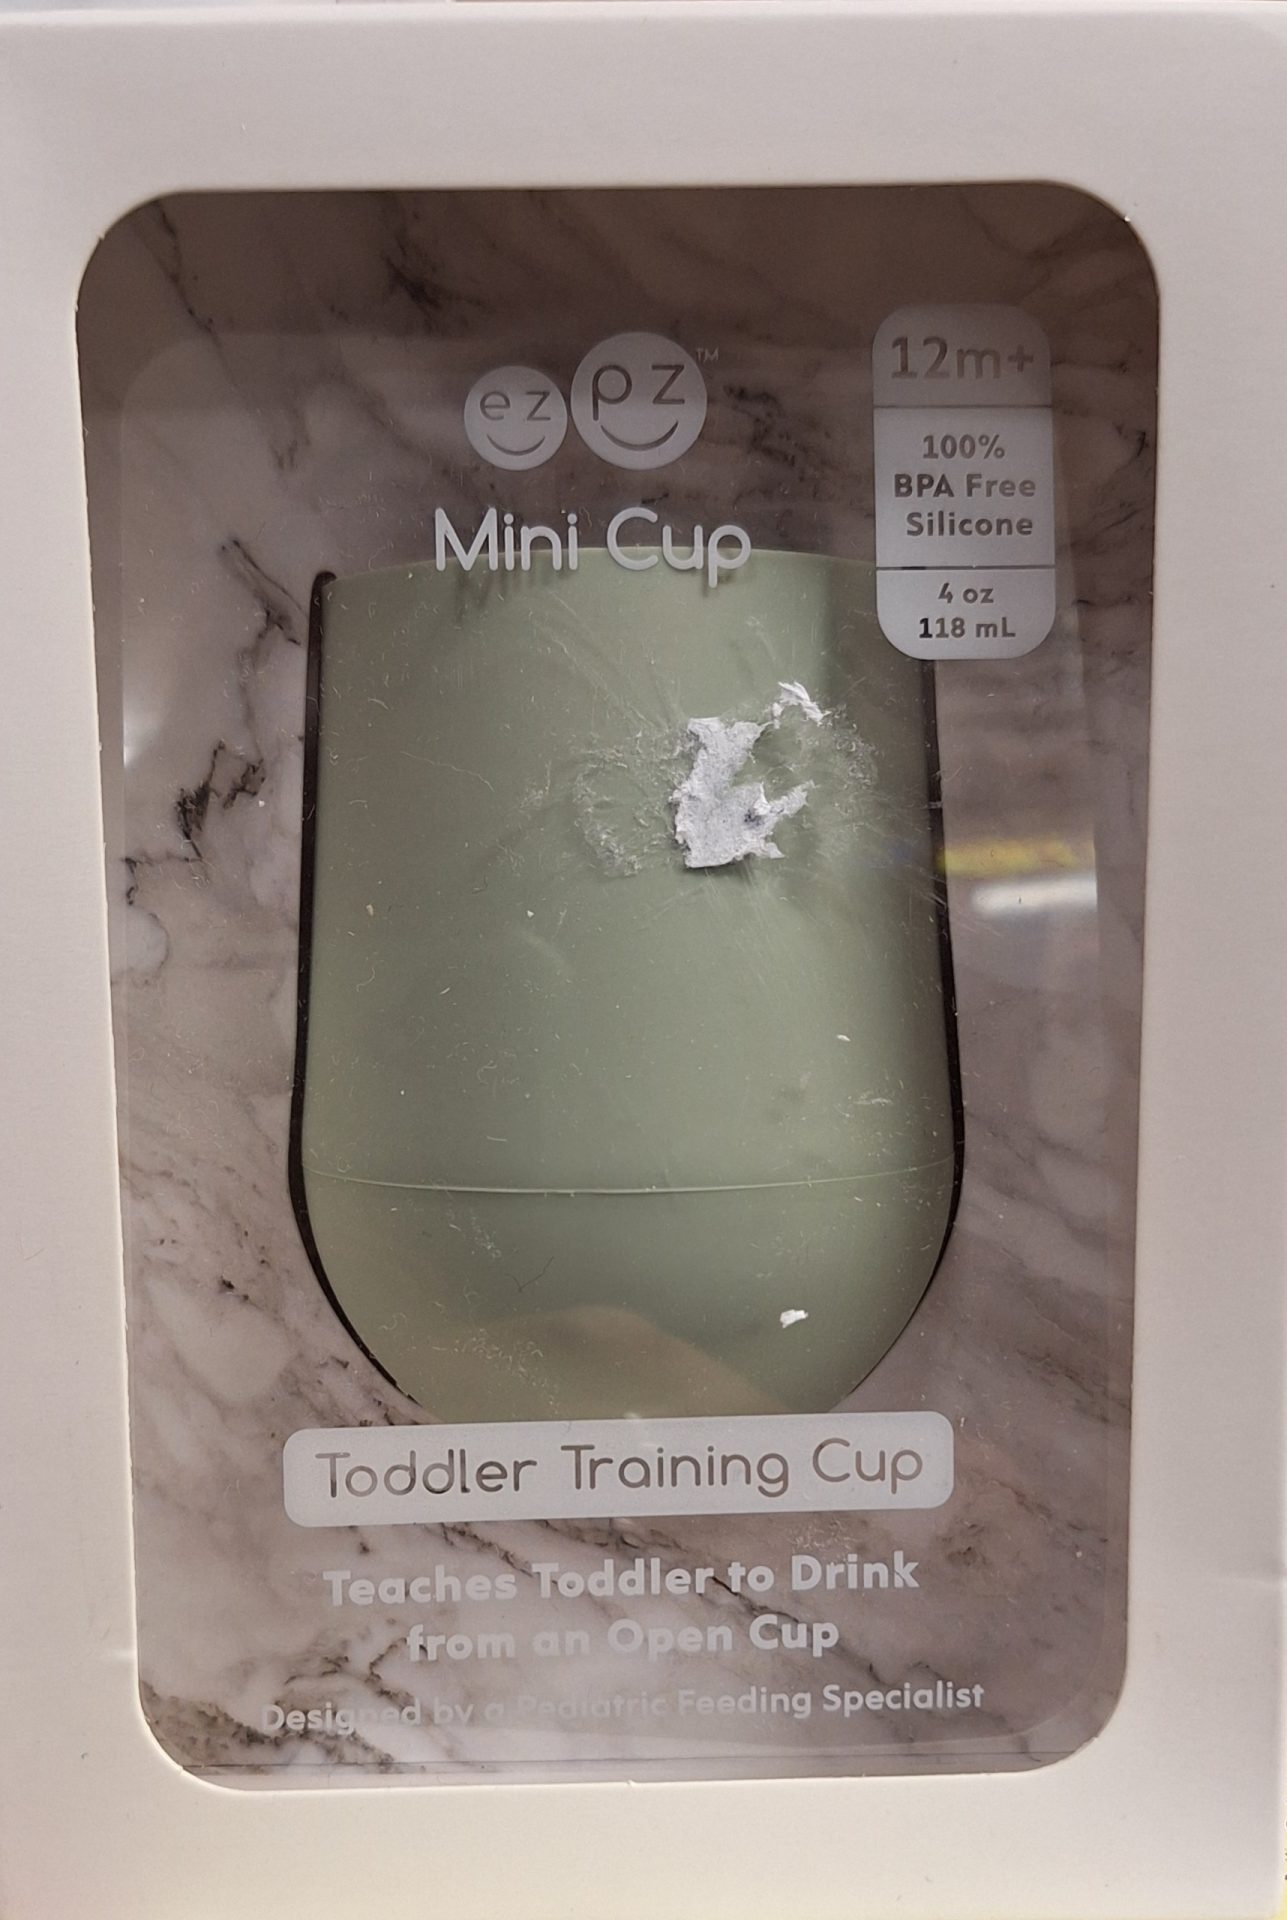 ez pz™
Mini Cup
12m+
100%
BPA Free
Silicone
4 oz
118 mL
Toddler Training Cup
Teaches Toddler to Drink
from an Open Cup
Designed by a Pediatric Feeding Specialist